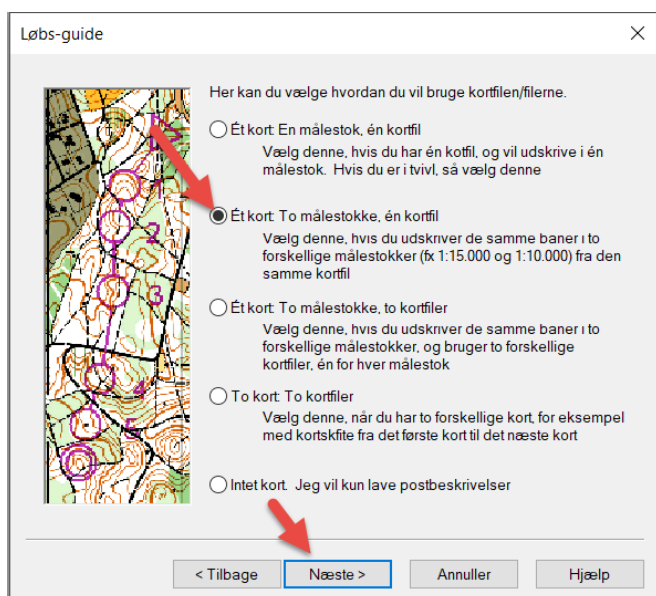 Løbs-guide
Her kan du vælge hvordan du vil bruge kortfilen/filerne.
Ét kort: En målestok, én kortfil
Vælg denne, hvis du har én kotfil, og vil udskrive i én
målestok. Hvis du er i tvivl, så vælg denne
Ét kort: To målestokke, én kortfil
Vælg denne, hvis du udskriver de samme baner i to
forskellige målestokker (fx 1:15.000 og 1:10.000) fra den
samme kortfil
Ét kort: To målestokke, to kortfiler
Vælg denne, hvis du udskriver de samme baner i to
forskellige målestokker, og bruger to forskellige
kortfiler, én for hver målestok
To kort: To kortfiler
Vælg denne, når du har to forskellige kort, for eksempel
med kortskfite fra det første kort til det næste kort
Intet kort. Jeg vil kun lave postbeskrivelser
1
2
3
4
5
< Tilbage
Næste >
Annuller
Hjælp